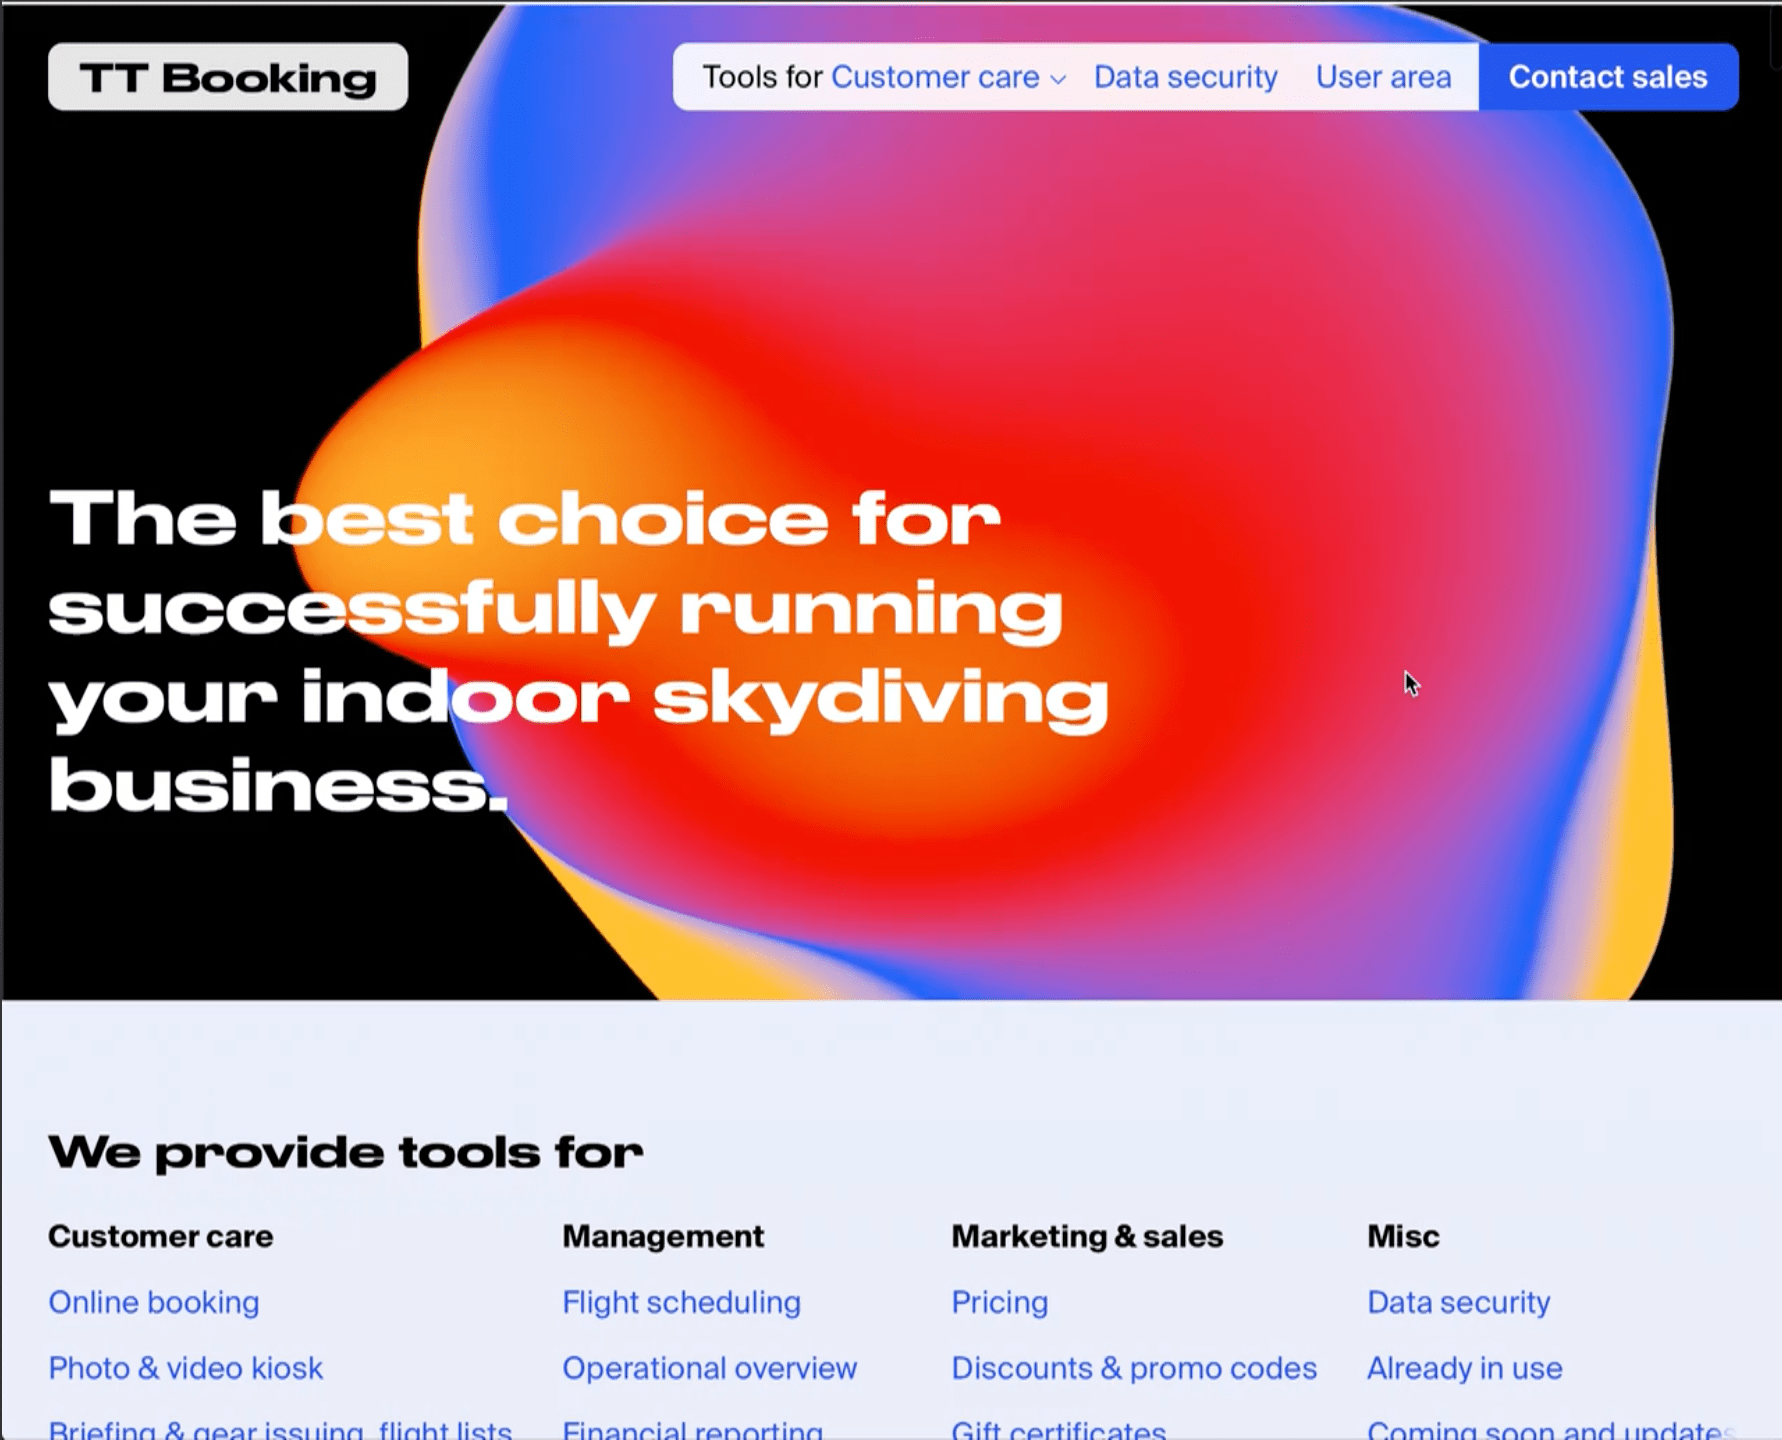 TT Booking
Tools for Customer care Data security User area Contact sales
The best choice for
successfully running
your indoor skydiving
business.
We provide tools for
Customer care Management Marketing & sales Misc
Online booking Flight scheduling Pricing Data security
Photo & video kiosk Operational overview Discounts & promo codes Already in use
Briefing & gear issuing, flight lists Financial reporting Gift certificates Coming soon and updates